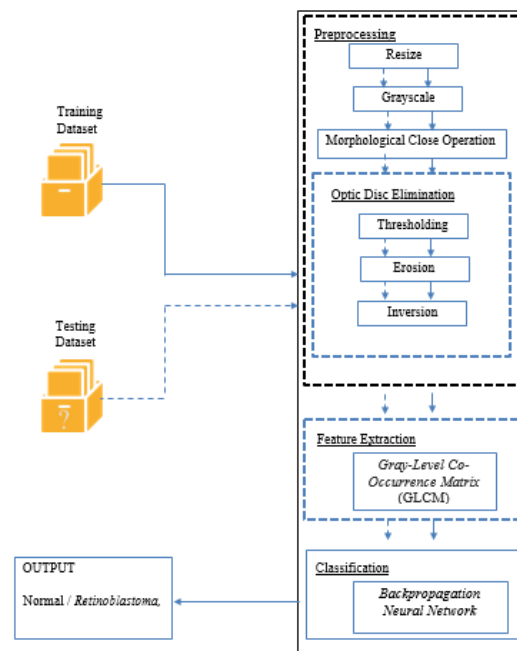 Training
Dataset
Testing
Dataset
?
Preprocessing
Resize
Grayscale
Morphological Close Operation
Optic Disc Elimination
Thresholding
Erosion
Inversion
Feature Extraction
Gray-Level Co-
Occurrence Matrix
(GLCM)
Classification
Backpropagation
Neural Network
OUTPUT
Normal / Retinoblastoma,